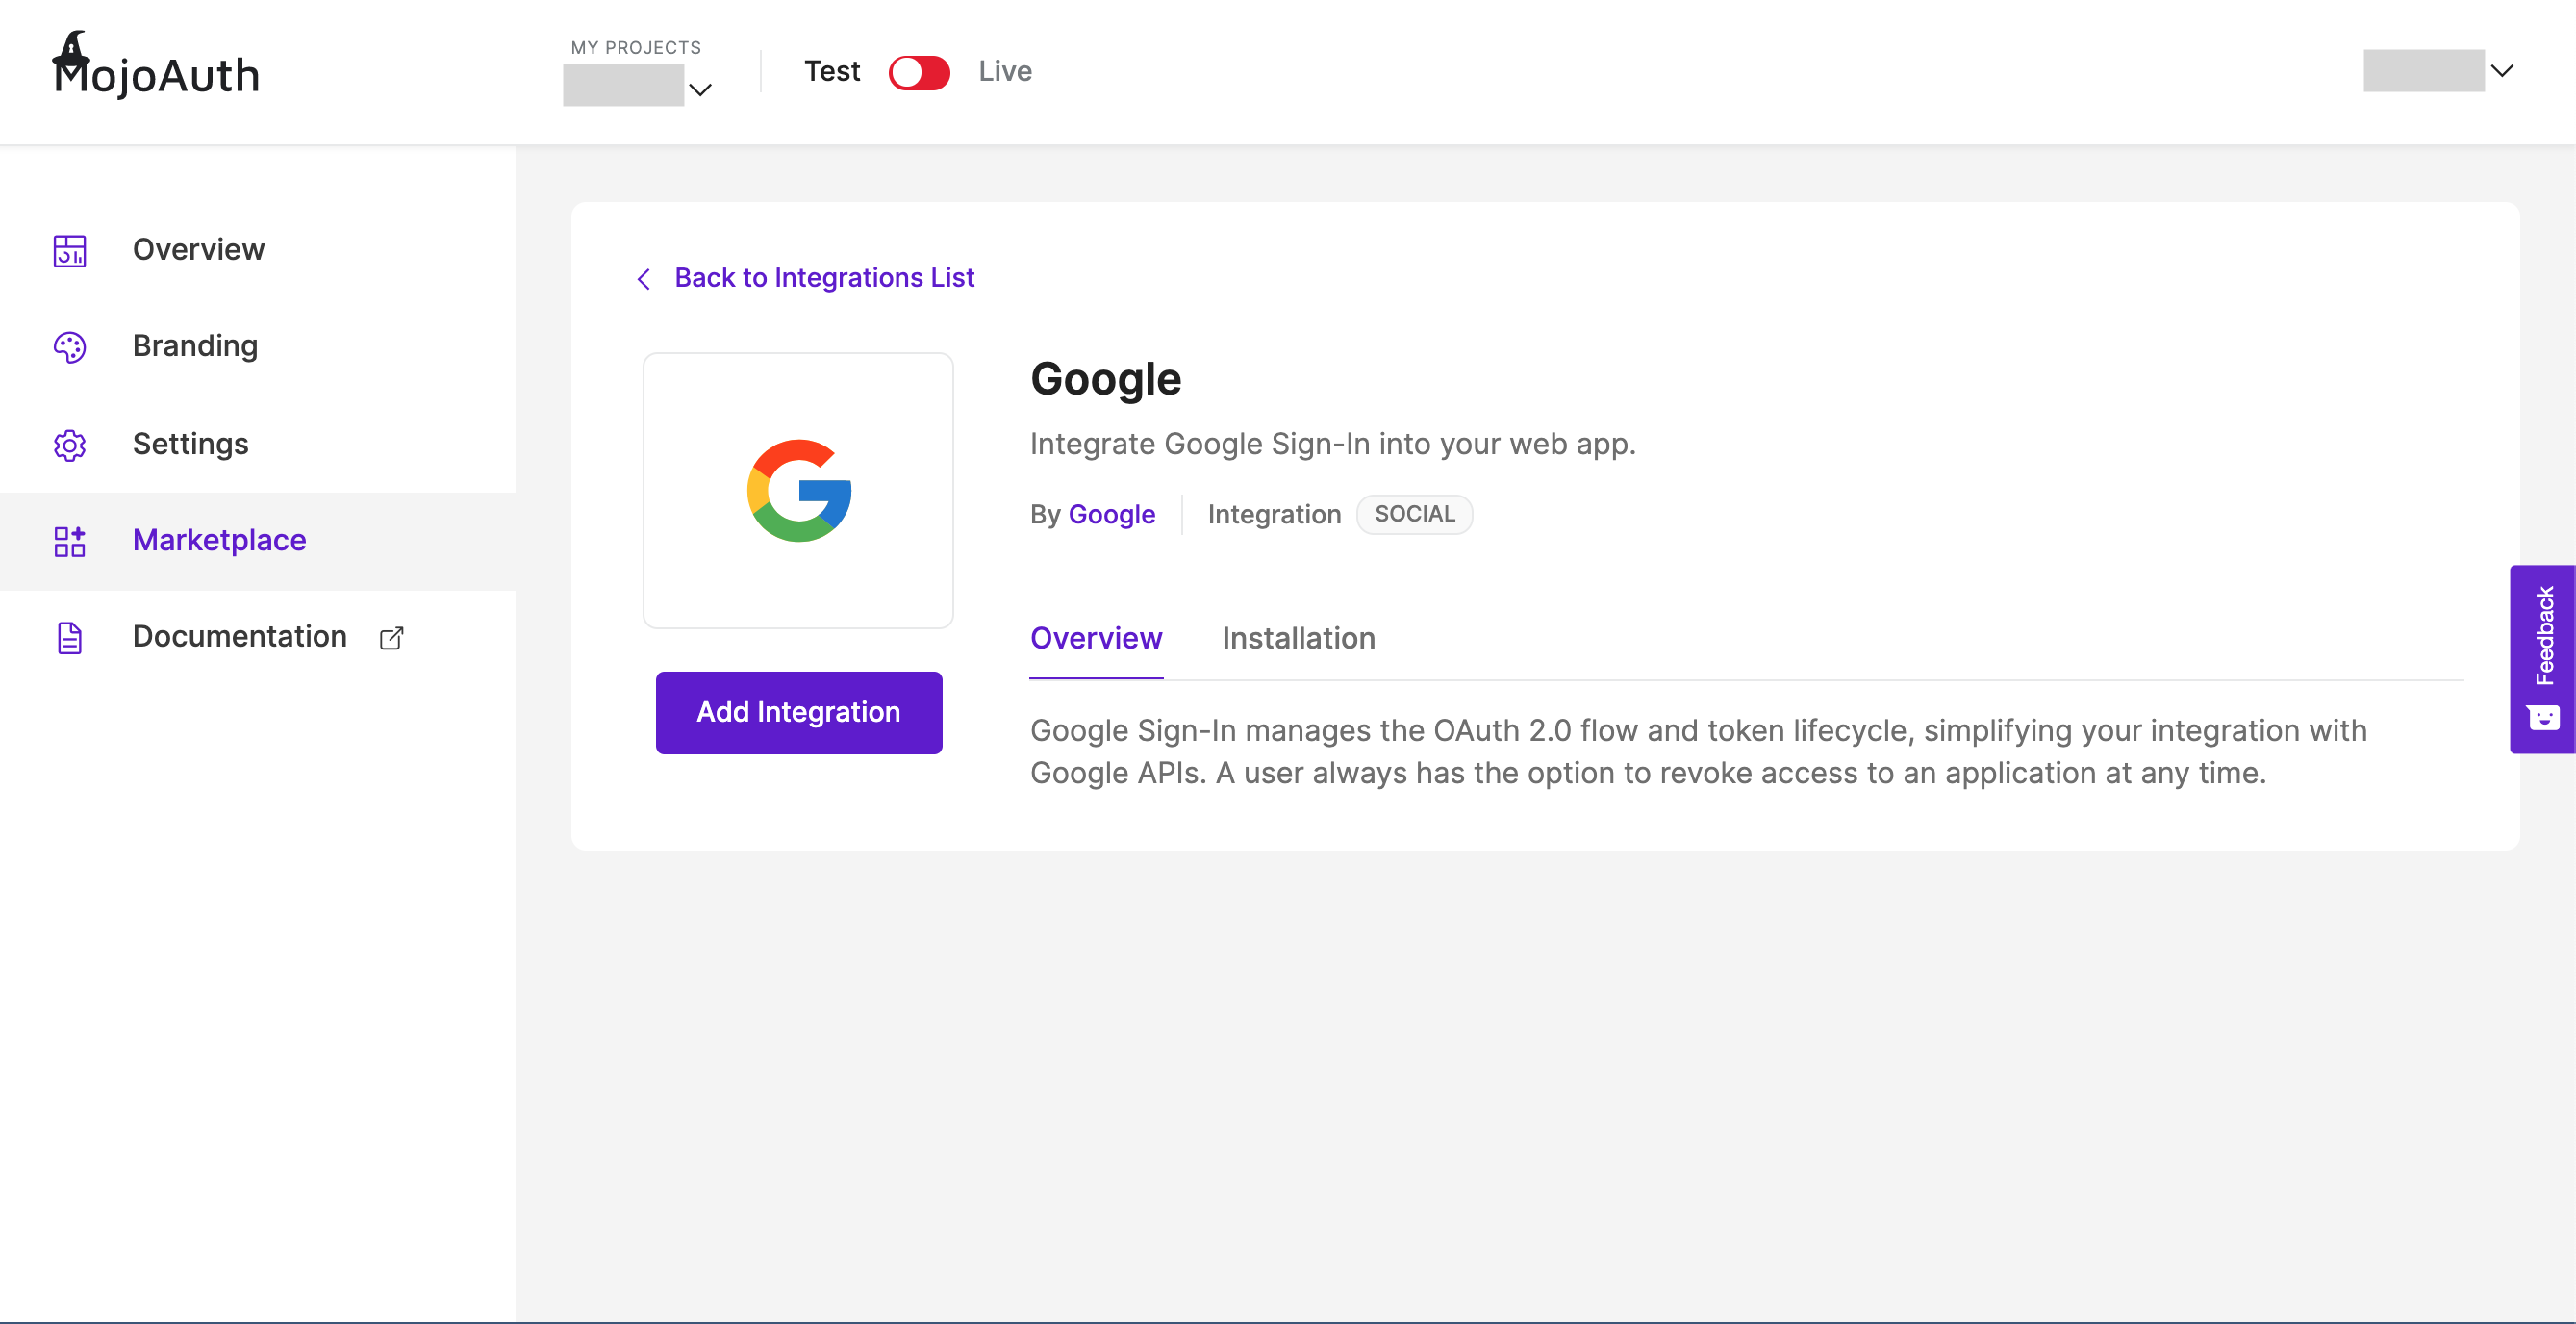 MojoAuth
MY PROJECTS
Test Live
Overview
Branding
Settings
Marketplace
Documentation
Back to Integrations List
Google
Integrate Google Sign-In into your web app.
By Google Integration SOCIAL
Overview Installation
Add Integration
Google Sign-In manages the OAuth 2.0 flow and token lifecycle, simplifying your integration with
Google APIs. A user always has the option to revoke access to an application at any time.
Feedback